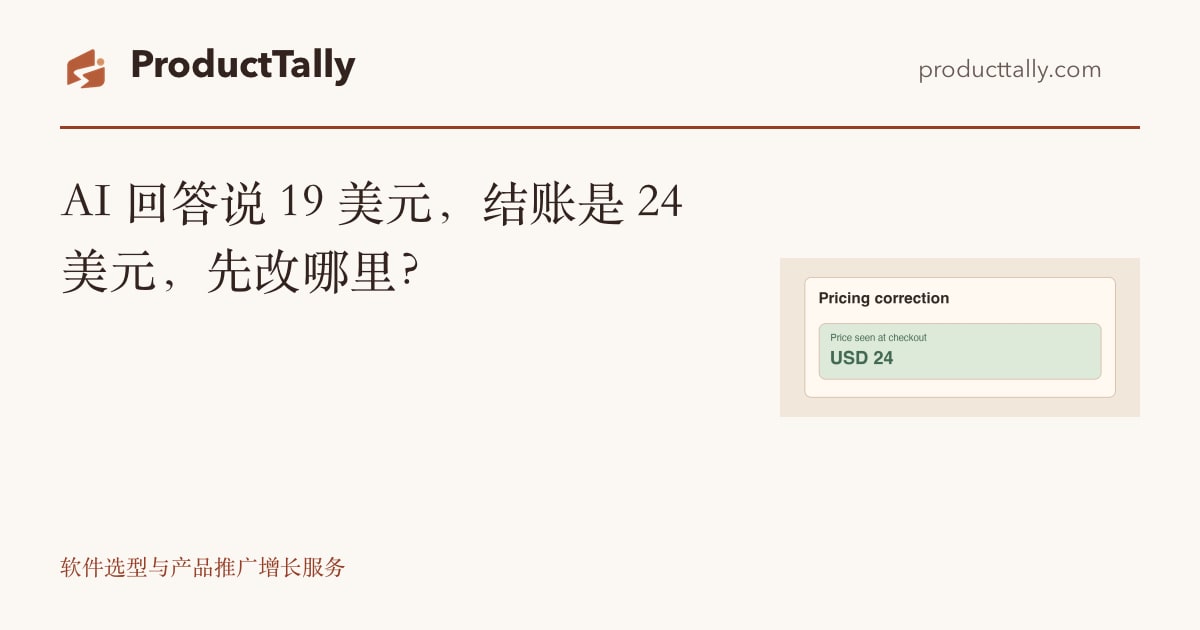 ProductTally
producttally.com
AI 回答说 19 美元，结账是 24
美元，先改哪里？
Pricing correction
Price seen at checkout
USD 24
软件选型与产品推广增长服务